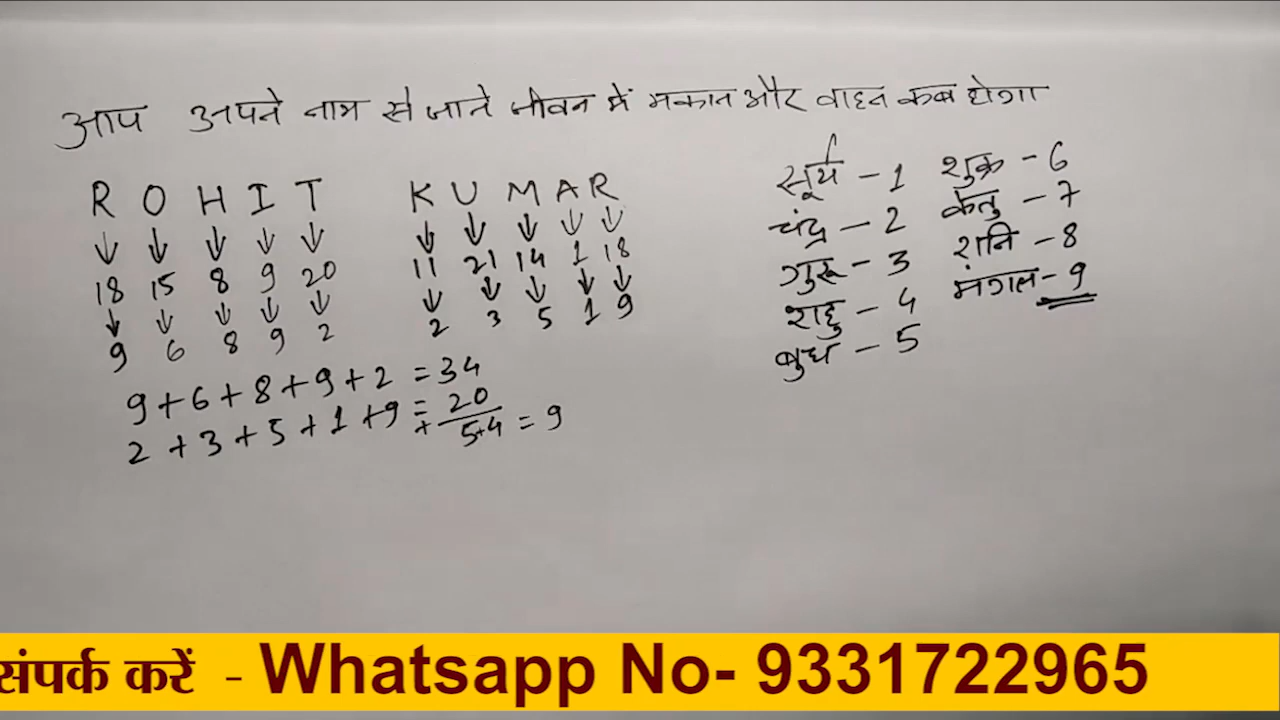 आप अपने नाम से जाने जीवन में मकान और वाहन कब होगा
R O H I T K U M A R
↓ ↓ ↓ ↓ ↓ ↓ ↓ ↓ ↓ ↓
18 15 8 9 20 11 21 14 1 18
↓ ↓ ↓ ↓ ↓ ↓ ↓ ↓ ↓ ↓
9 6 8 9 2 2 3 5 1 9
9+6+8+9+2 = 34
2+3+5+1+9 = 20
+ 5+4 = 9
सूर्य - 1
चंद्र - 2
गुरू - 3
राहु - 4
बुध - 5
शुक्र - 6
केतु - 7
शनि - 8
मंगल - 9
संपर्क करें - Whatsapp No- 9331722965